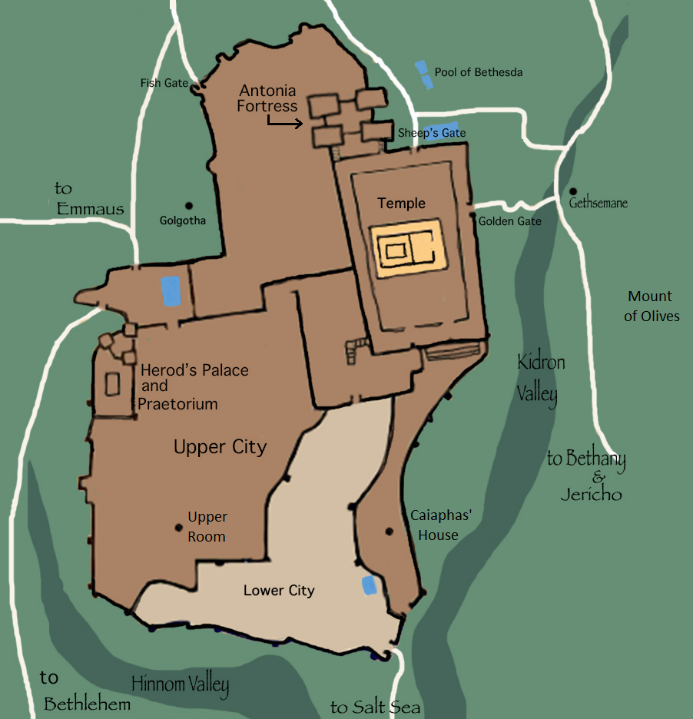 Pool of Bethesda
Fish Gate
Antonia
Fortress
Sheep's Gate
to
Emmaus
Golgotha
Temple
Golden Gate
Gethsemane
Mount
of Olives
Kidron
Valley
Herod's Palace
and
Praetorium
Upper City
to Bethany
&
Jericho
Upper
Room
Caiaphas'
House
Lower City
to
Bethlehem
Hinnom Valley
to Salt Sea